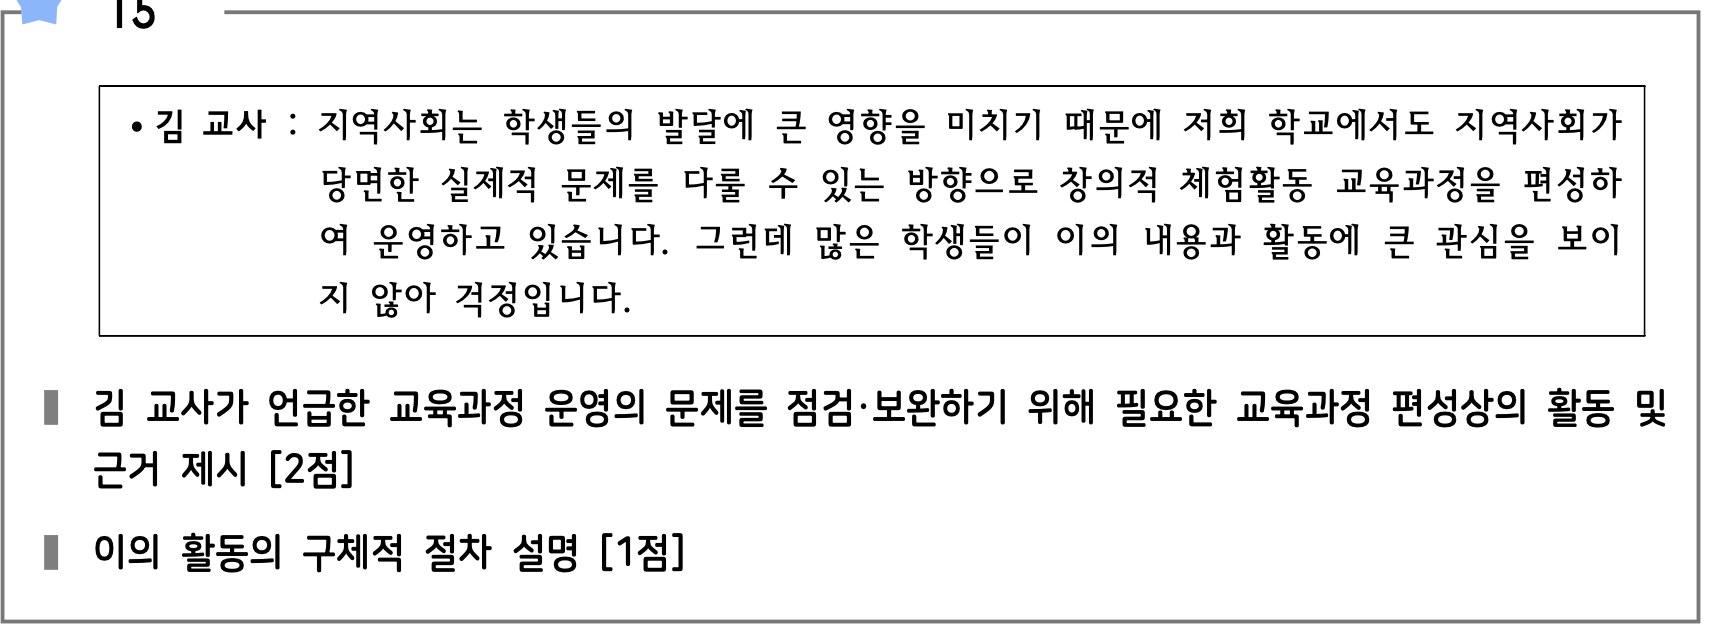 15
• 김 교사 : 지역사회는 학생들의 발달에 큰 영향을 미치기 때문에 저희 학교에서도 지역사회가
당면한 실제적 문제를 다룰 수 있는 방향으로 창의적 체험활동 교육과정을 편성하
여 운영하고 있습니다. 그런데 많은 학생들이 이의 내용과 활동에 큰 관심을 보이
지 않아 걱정입니다.
김 교사가 언급한 교육과정 운영의 문제를 점검·보완하기 위해 필요한 교육과정 편성상의 활동 및
근거 제시 [2점]
이의 활동의 구체적 절차 설명 [1점]